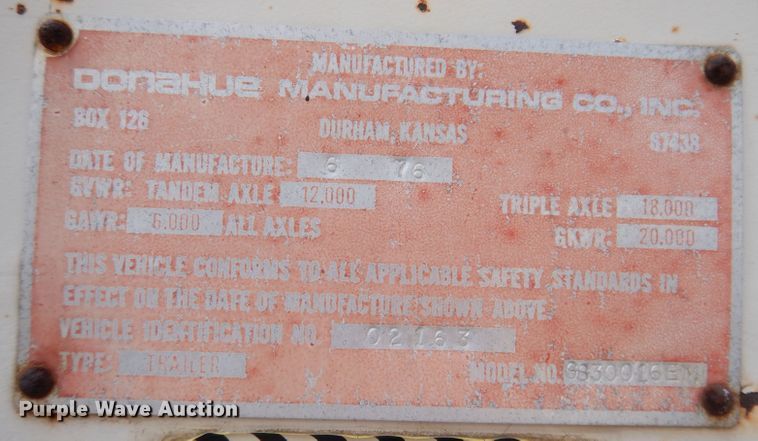 MANUFACTURED BY:
DONAHUE MANUFACTURING CO., INC.
BOX 126 DURHAM, KANSAS 67438
DATE OF MANUFACTURE: 6 76
GVWR: TANDEM AXLE 12,000 TRIPLE AXLE 18,000
GAWR: 6,000 ALL AXLES GKWR: 20,000
THIS VEHICLE CONFORMS TO ALL APPLICABLE SAFETY STANDARDS IN
EFFECT ON THE DATE OF MANUFACTURE SHOWN ABOVE.
VEHICLE IDENTIFICATION NO. 02163
TYPE: TRAILER MODEL NO.
Purple Wave Auction